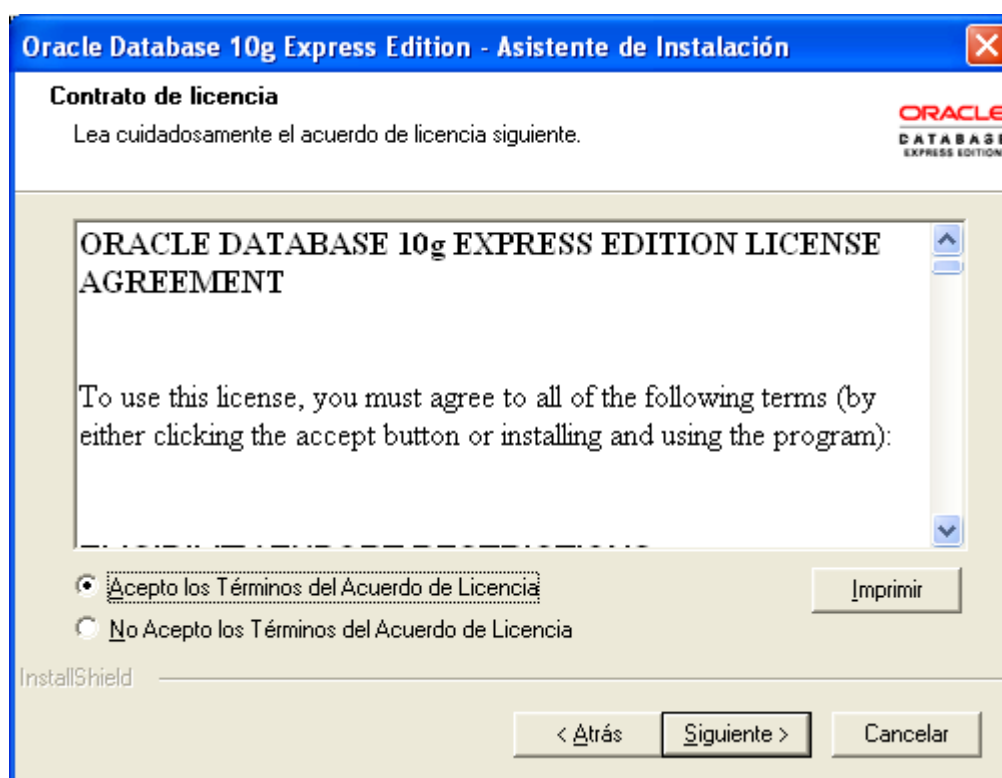 Oracle Database 10g Express Edition - Asistente de Instalación
Contrato de licencia
Lea cuidadosamente el acuerdo de licencia siguiente.
ORACLE
DATABASE
EXPRESS EDITION
ORACLE DATABASE 10g EXPRESS EDITION LICENSE
AGREEMENT
To use this license, you must agree to all of the following terms (by
either clicking the accept button or installing and using the program):
Acepto los Términos del Acuerdo de Licencia
Imprimir
No Acepto los Términos del Acuerdo de Licencia
InstallShield
< Atrás
Siguiente >
Cancelar